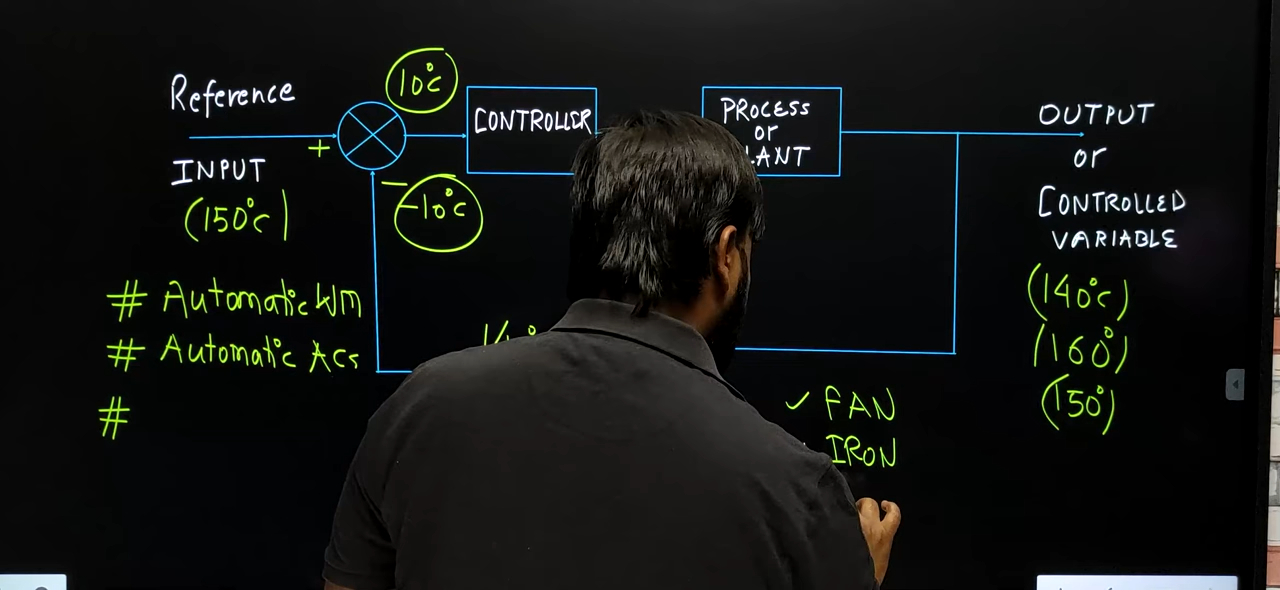 Reference
+
INPUT
(150°C)
10°C
-
-10°C
CONTROLLER
PROCESS
or
OUTPUT
or
CONTROLLED
VARIABLE
(140°C)
(160°)
(150°)
# Automatic WM
# Automatic ACs
#
✓ FAN
IRON